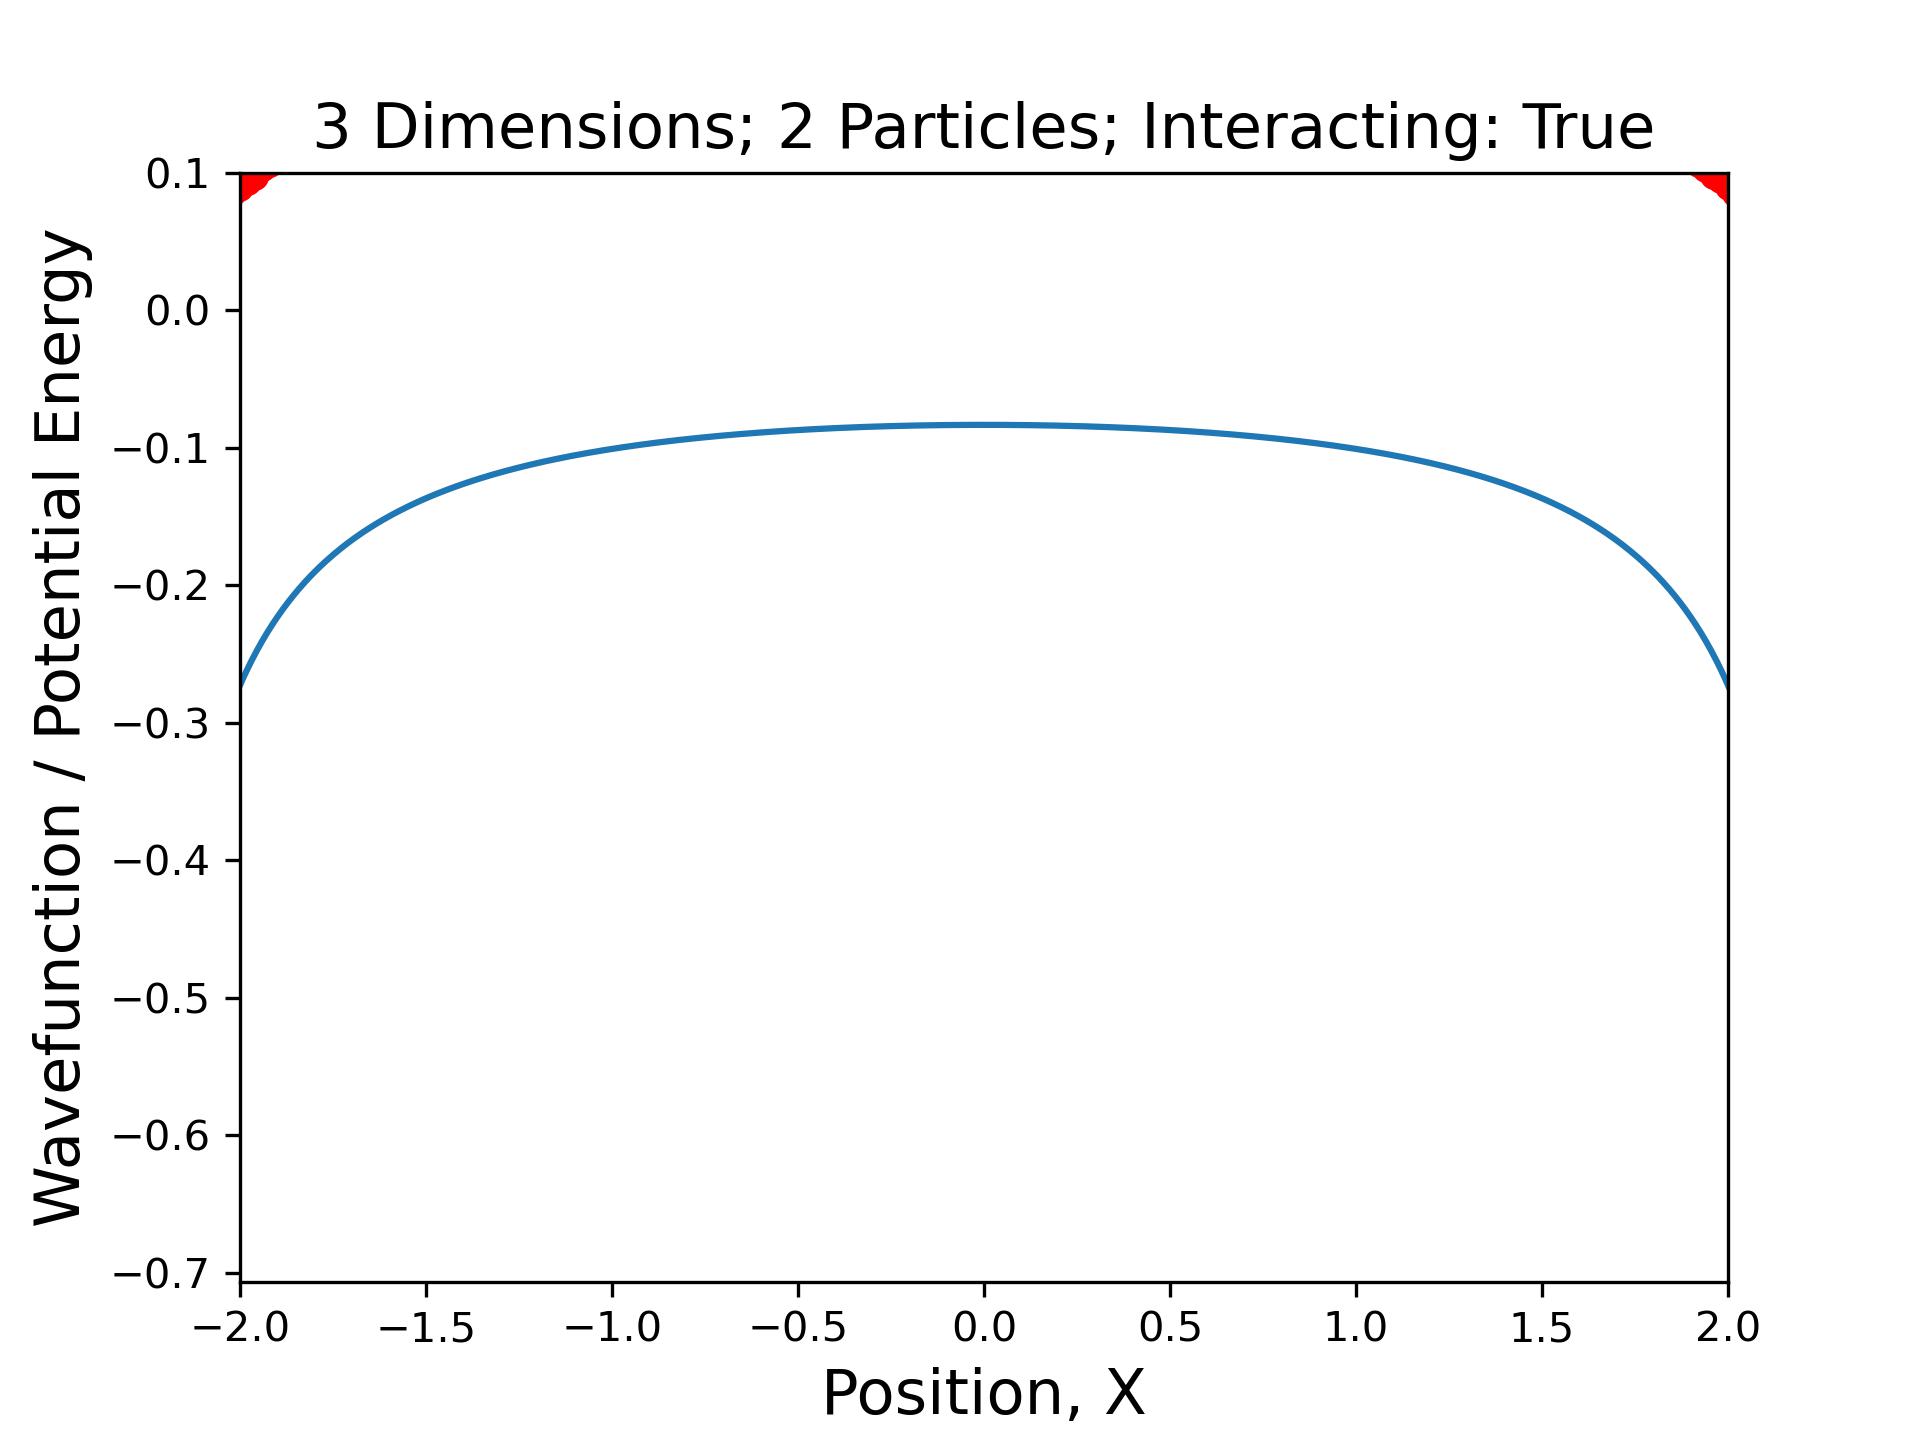 3 Dimensions; 2 Particles; Interacting: True
Wavefunction / Potential Energy
0.1
0.0
−0.1
−0.2
−0.3
−0.4
−0.5
−0.6
−0.7
−2.0 −1.5 −1.0 −0.5 0.0 0.5 1.0 1.5 2.0
Position, X